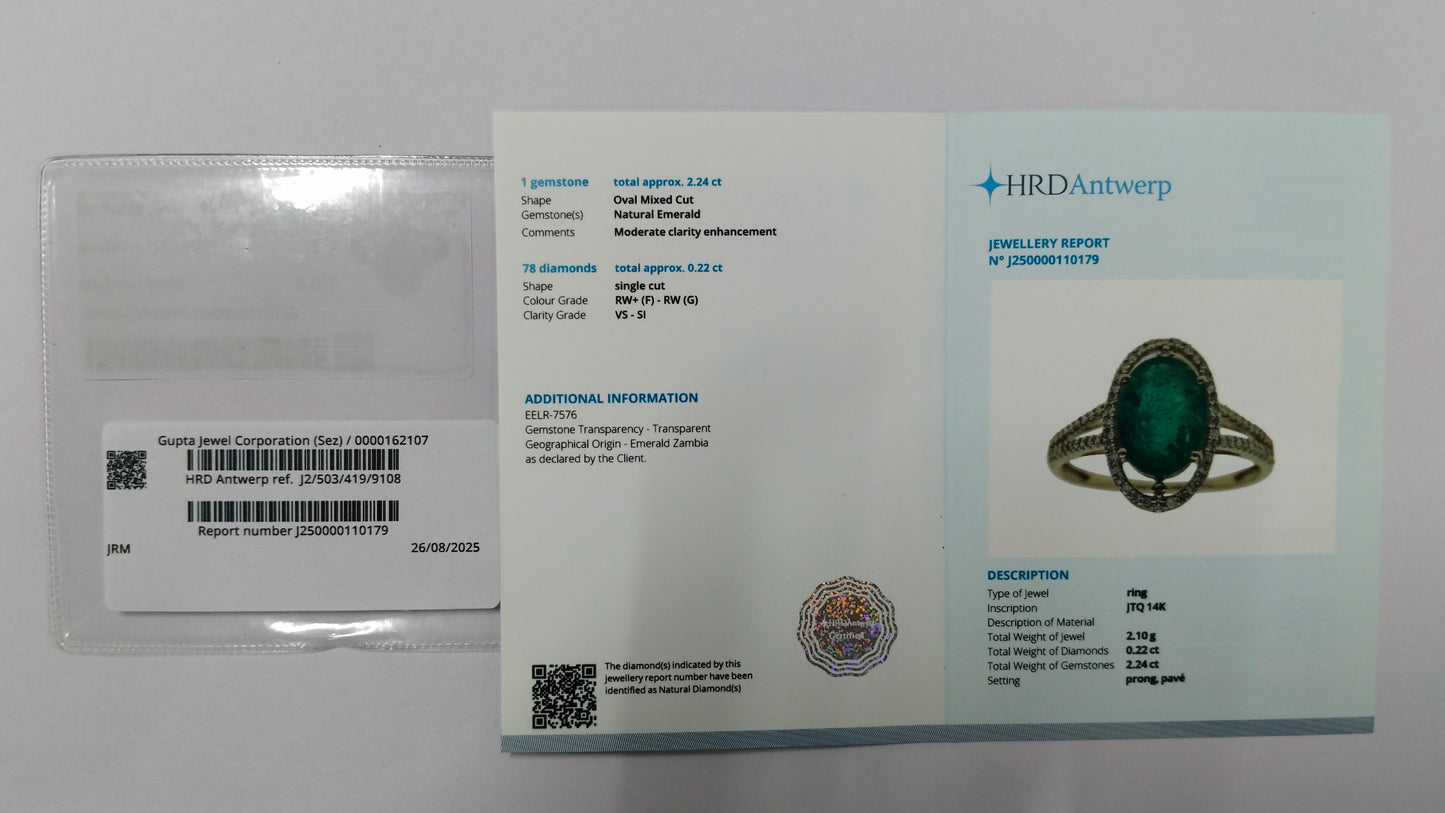 Gupta Jewel Corporation (Sez) / 0000162107
HRD Antwerp ref. J2/503/419/9108
Report number J250000110179
JRM 26/08/2025
1 gemstone total approx. 2.24 ct
Shape Oval Mixed Cut
Gemstone(s) Natural Emerald
Comments Moderate clarity enhancement
78 diamonds total approx. 0.22 ct
Shape single cut
Colour Grade RW+ (F) - RW (G)
Clarity Grade VS - SI
ADDITIONAL INFORMATION
EELR-7576
Gemstone Transparency - Transparent
Geographical Origin - Emerald Zambia
as declared by the Client.
HRDAntwerp
Certified
The diamond(s) indicated by this
jewellery report number have been
identified as Natural Diamond(s)
HRDAntwerp
JEWELLERY REPORT
N° J250000110179
DESCRIPTION
Type of Jewel ring
Inscription JTQ 14K
Description of Material
Total Weight of Jewel 2.10 g
Total Weight of Diamonds 0.22 ct
Total Weight of Gemstones 2.24 ct
Setting prong, pavé